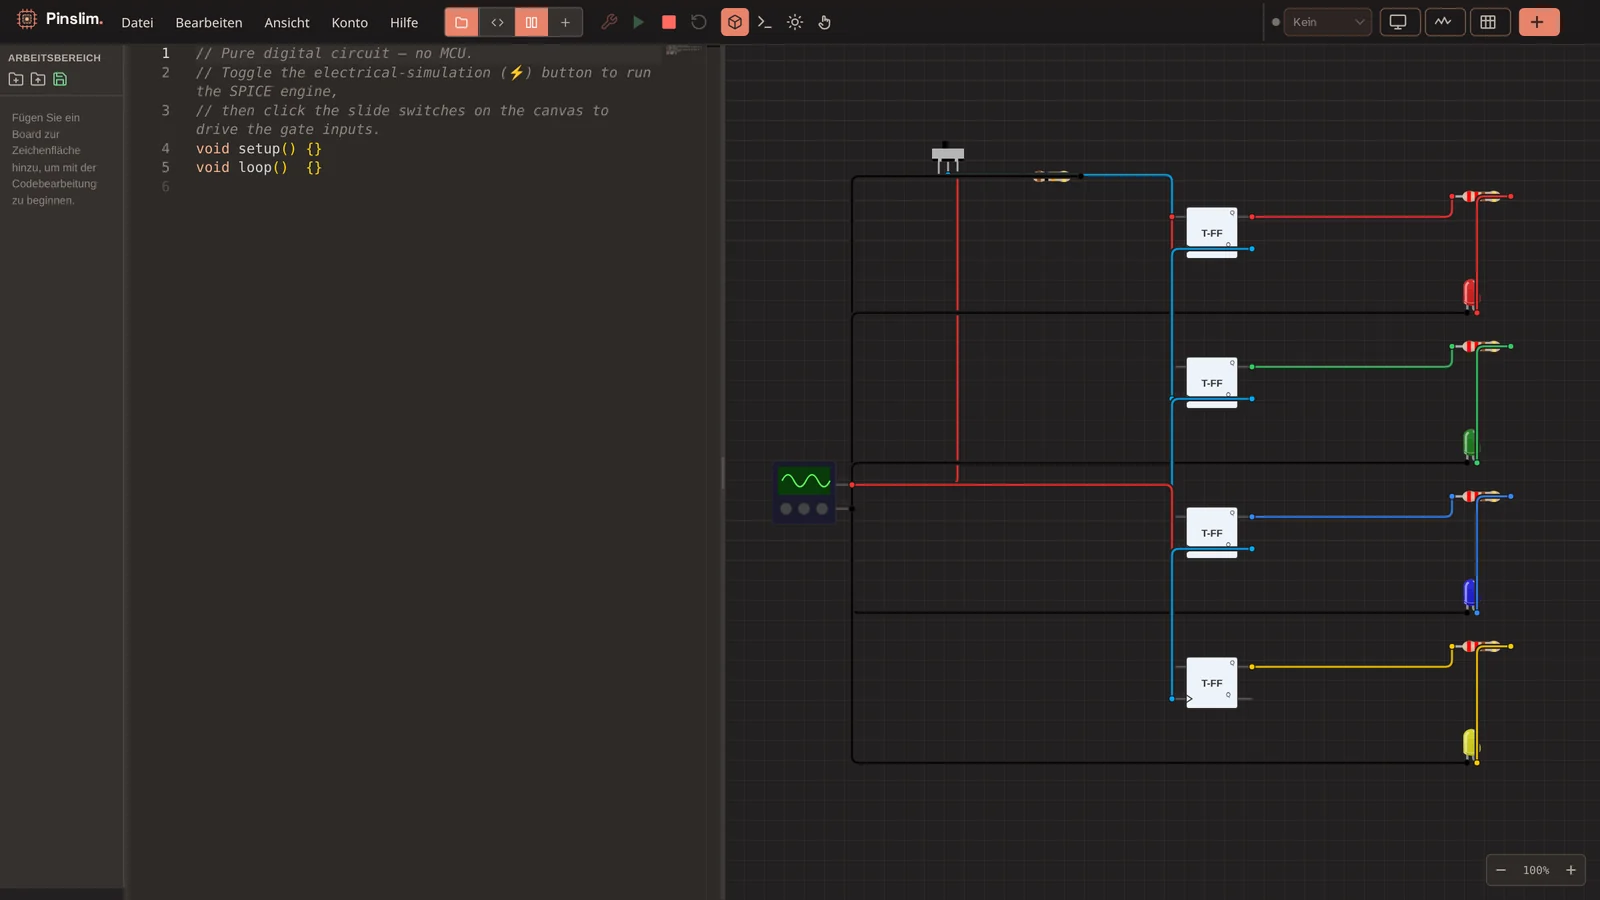 Pinslim.
Datei
Bearbeiten
Ansicht
Konto
Hilfe
Kein
ARBEITSBEREICH
Fügen Sie ein
Board zur
Zeichenfläche
hinzu, um mit der
Codebearbeitung
zu beginnen.
1 // Pure digital circuit — no MCU.
2 // Toggle the electrical-simulation (⚡) button to run
the SPICE engine,
3 // then click the slide switches on the canvas to
drive the gate inputs.
4 void setup() {}
5 void loop()  {}
6
Q
T-FF
Q
Q
T-FF
Q
Q
T-FF
Q
Q
T-FF
Q
100%